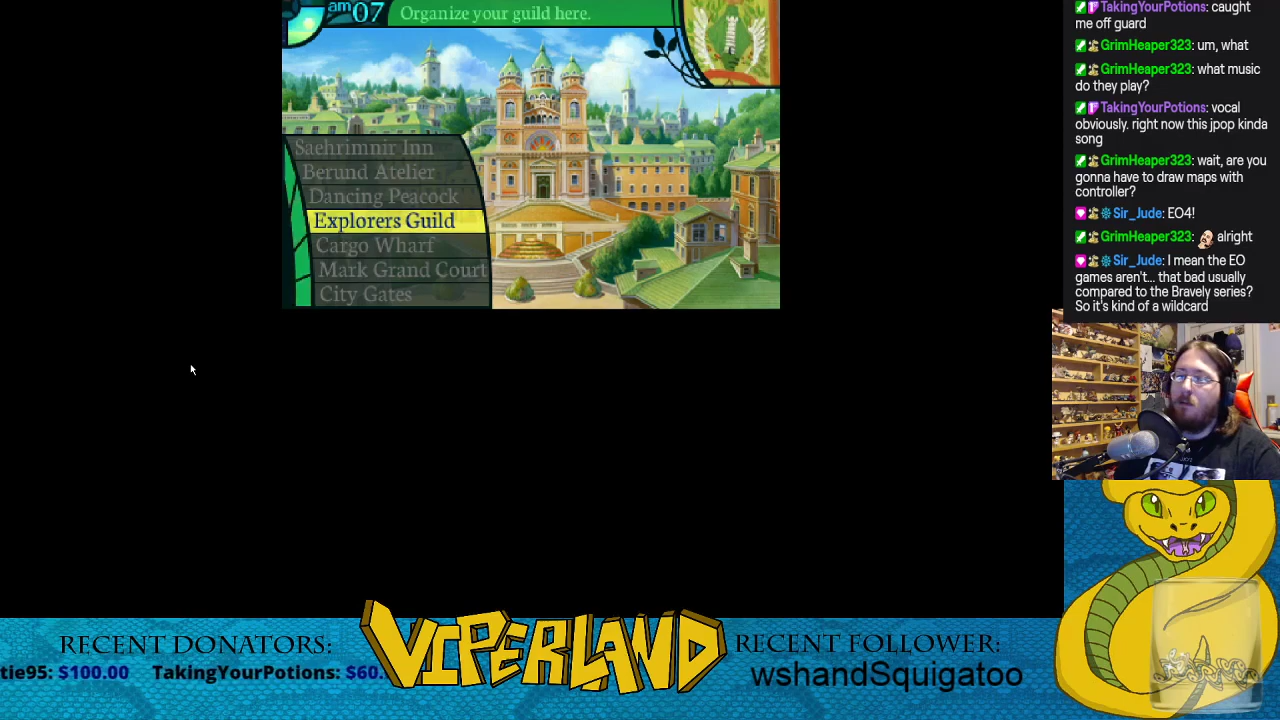 am 07
Organize your guild here.
Saehrimnir Inn
Berund Atelier
Dancing Peacock
Explorers Guild
Cargo Wharf
Mark Grand Court
City Gates
TakingYourPotions: caught
me off guard
GrimHeaper323: um, what
GrimHeaper323: what music
do they play?
TakingYourPotions: vocal
obviously. right now this jpop kinda
song
GrimHeaper323: wait, are you
gonna have to draw maps with
controller?
Sir_Jude: EO4!
GrimHeaper323: alright
Sir_Jude: I mean the EO
games aren't... that bad usually
compared to the Bravely series?
So it's kind of a wildcard
RECENT DONATORS:
tie95: $100.00 TakingYourPotions: $60.
VIPERLAND
RECENT FOLLOWER:
wshandSquigatoo